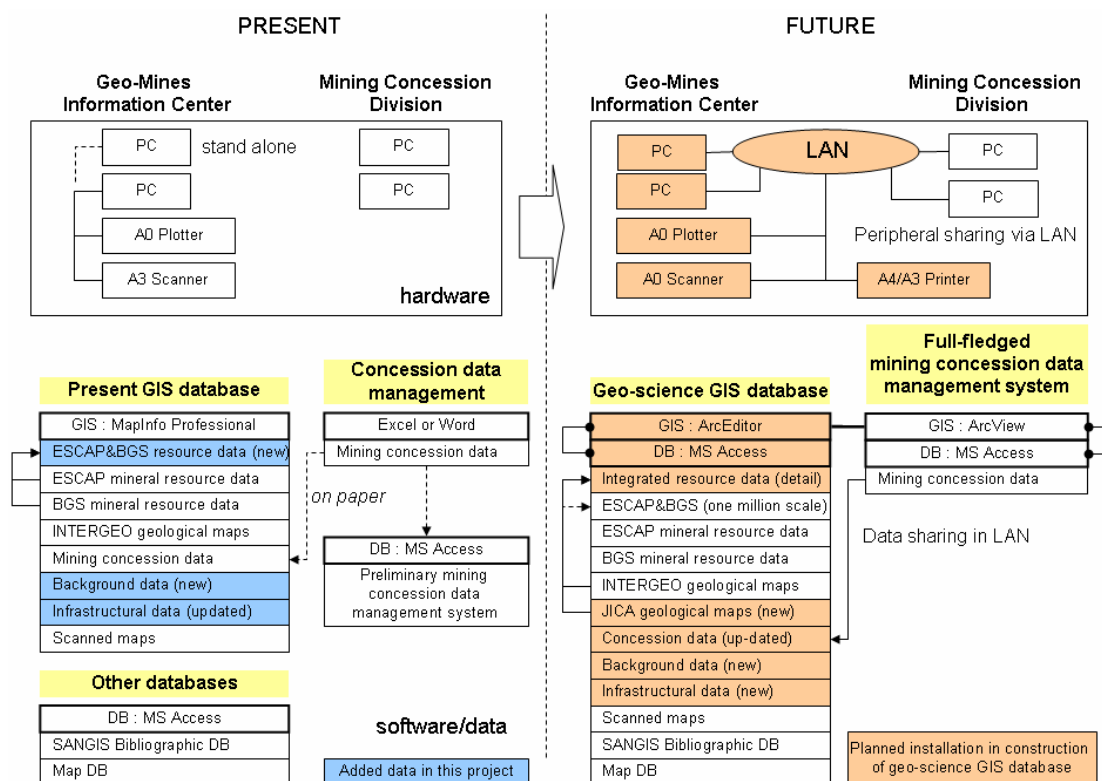 PRESENT
Geo-Mines
Information Center
Mining Concession
Division
PC
stand alone
PC
A0 Plotter
A3 Scanner
PC
PC
hardware
Present GIS database
GIS : MapInfo Professional
ESCAP&BGS resource data (new)
ESCAP mineral resource data
BGS mineral resource data
INTERGEO geological maps
Mining concession data
Background data (new)
Infrastructural data (updated)
Scanned maps
Concession data
management
Excel or Word
Mining concession data
on paper
DB : MS Access
Preliminary mining
concession data
management system
Other databases
DB : MS Access
SANGIS Bibliographic DB
Map DB
software/data
Added data in this project
FUTURE
Geo-Mines
Information Center
Mining Concession
Division
PC
PC
A0 Plotter
A0 Scanner
LAN
PC
PC
Peripheral sharing via LAN
A4/A3 Printer
Geo-science GIS database
GIS : ArcEditor
DB : MS Access
Integrated resource data (detail)
ESCAP&BGS (one million scale)
ESCAP mineral resource data
BGS mineral resource data
INTERGEO geological maps
JICA geological maps (new)
Concession data (up-dated)
Background data (new)
Infrastructural data (new)
Scanned maps
SANGIS Bibliographic DB
Map DB
Full-fledged
mining concession data
management system
GIS : ArcView
DB : MS Access
Mining concession data
Data sharing in LAN
Planned installation in construction
of geo-science GIS database